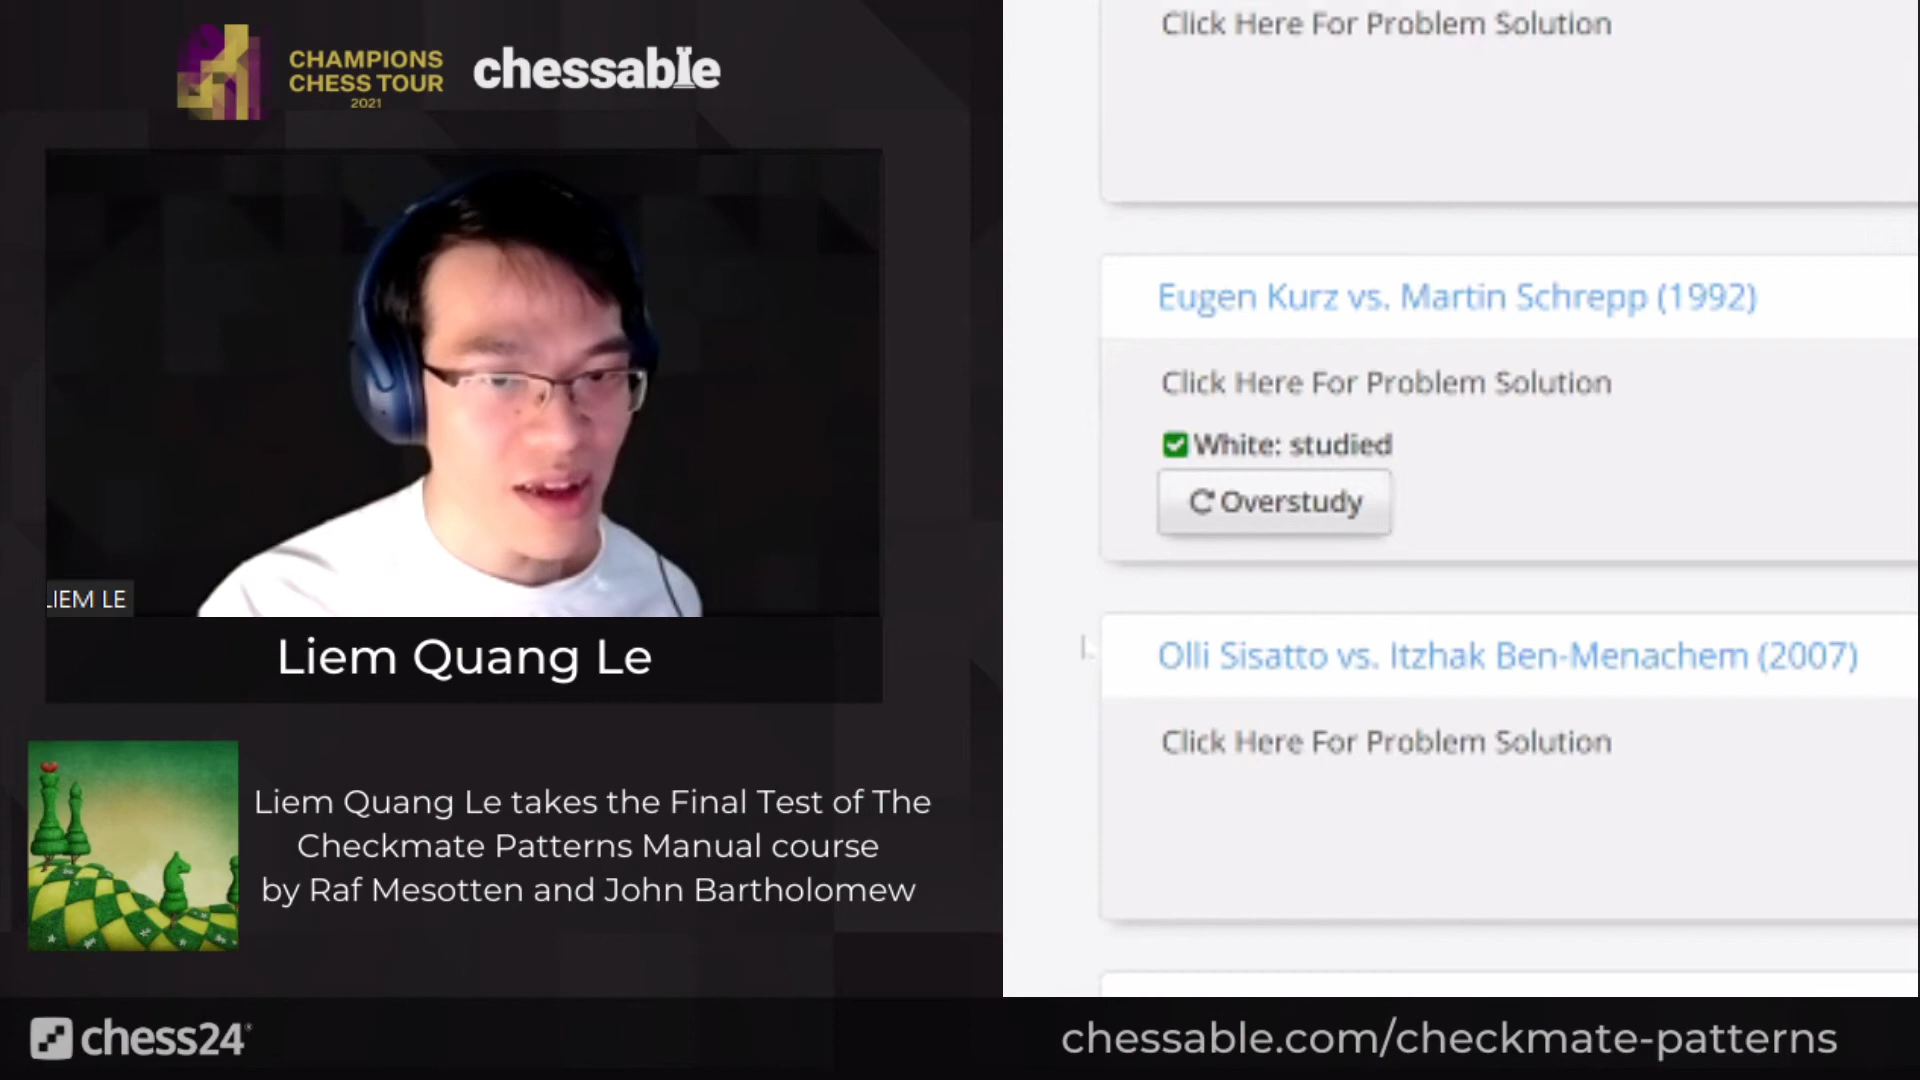 CHAMPIONS
CHESS TOUR
2021
chessable
LIEM LE
Liem Quang Le
Liem Quang Le takes the Final Test of The
Checkmate Patterns Manual course
by Raf Mesotten and John Bartholomew
Click Here For Problem Solution
Eugen Kurz vs. Martin Schrepp (1992)
Click Here For Problem Solution
White: studied
Overstudy
Olli Sisatto vs. Itzhak Ben-Menachem (2007)
Click Here For Problem Solution
chess24
chessable.com/checkmate-patterns